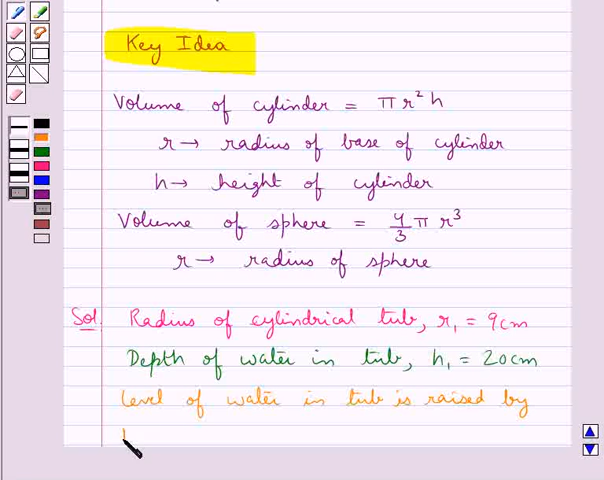 Key Idea
Volume of cylinder = πr²h
r → radius of base of cylinder
h → height of cylinder
Volume of sphere = 4/3 π r³
r → radius of sphere
Sol. Radius of cylindrical tub, r₁ = 9cm
Depth of water in tub, h₁ = 20cm
Level of water in tub is raised by